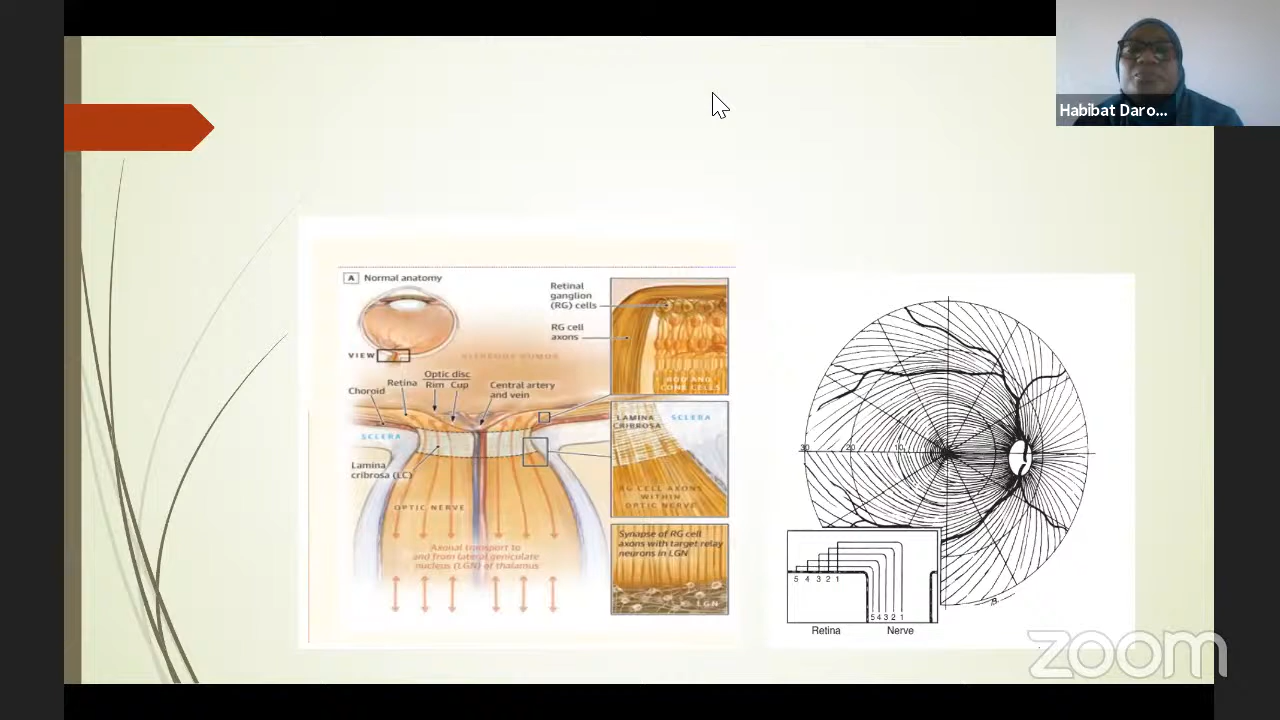 Habibat Daro...
A Normal anatomy
Retinal
ganglion
(RG) cells
RG cell
axons
VIEW
VITREOUS HUMOR
ROD AND
CONE CELLS
Optic disc
Rim Cup
Retina
Choroid
Central artery
and vein
SCLERA
LAMINA
CRIBROSA
SCLERA
Lamina
cribrosa (LC)
RG CELL AXONS
WITHIN
OPTIC NERVE
OPTIC NERVE
Axonal transport to
and from lateral geniculate
nucleus (LGN) of thalamus
Synapse of RG cell
axons with target relay
neurons in LGN
LGN
30 20 10
5 4 3 2 1
5 4 3 2 1
Retina Nerve
zoom